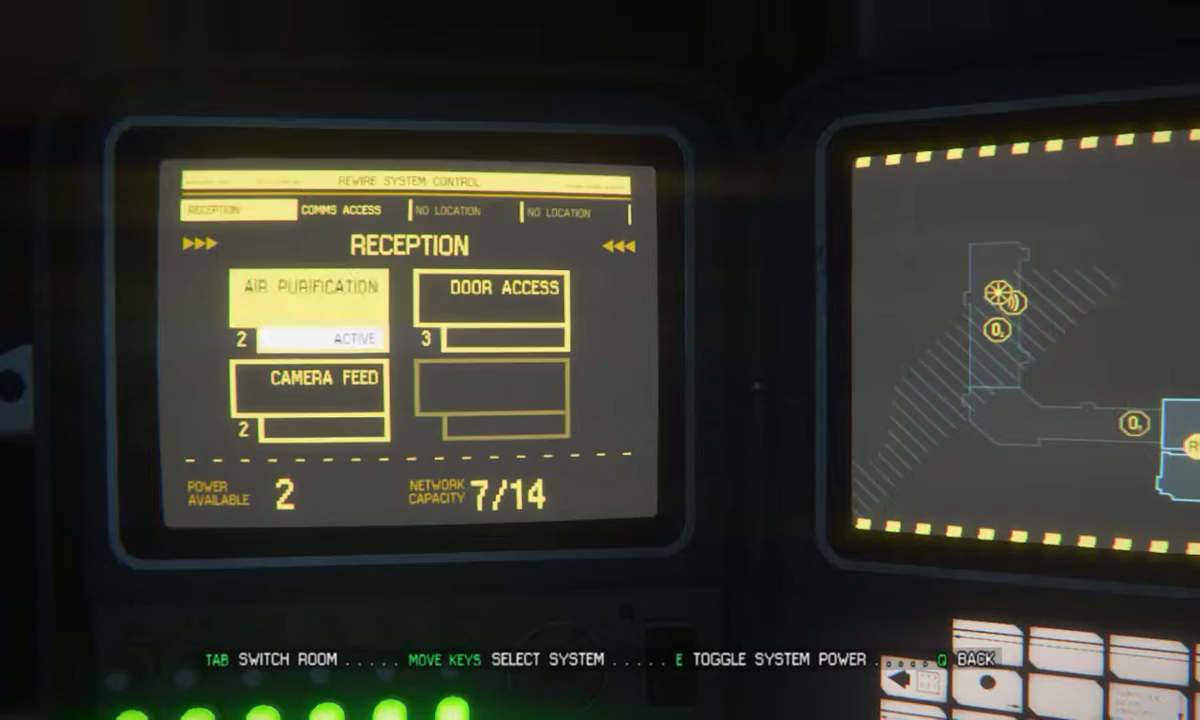 REWIRE SYSTEM CONTROL
RECEPTION COMMS ACCESS NO LOCATION NO LOCATION
RECEPTION
AIR PURIFICATION
2 ACTIVE
DOOR ACCESS
3
CAMERA FEED
2
POWER AVAILABLE 2
NETWORK CAPACITY 7/14
O₂
O₂
R
TAB SWITCH ROOM ..... MOVE KEYS SELECT SYSTEM ..... E TOGGLE SYSTEM POWER ..... Q BACK